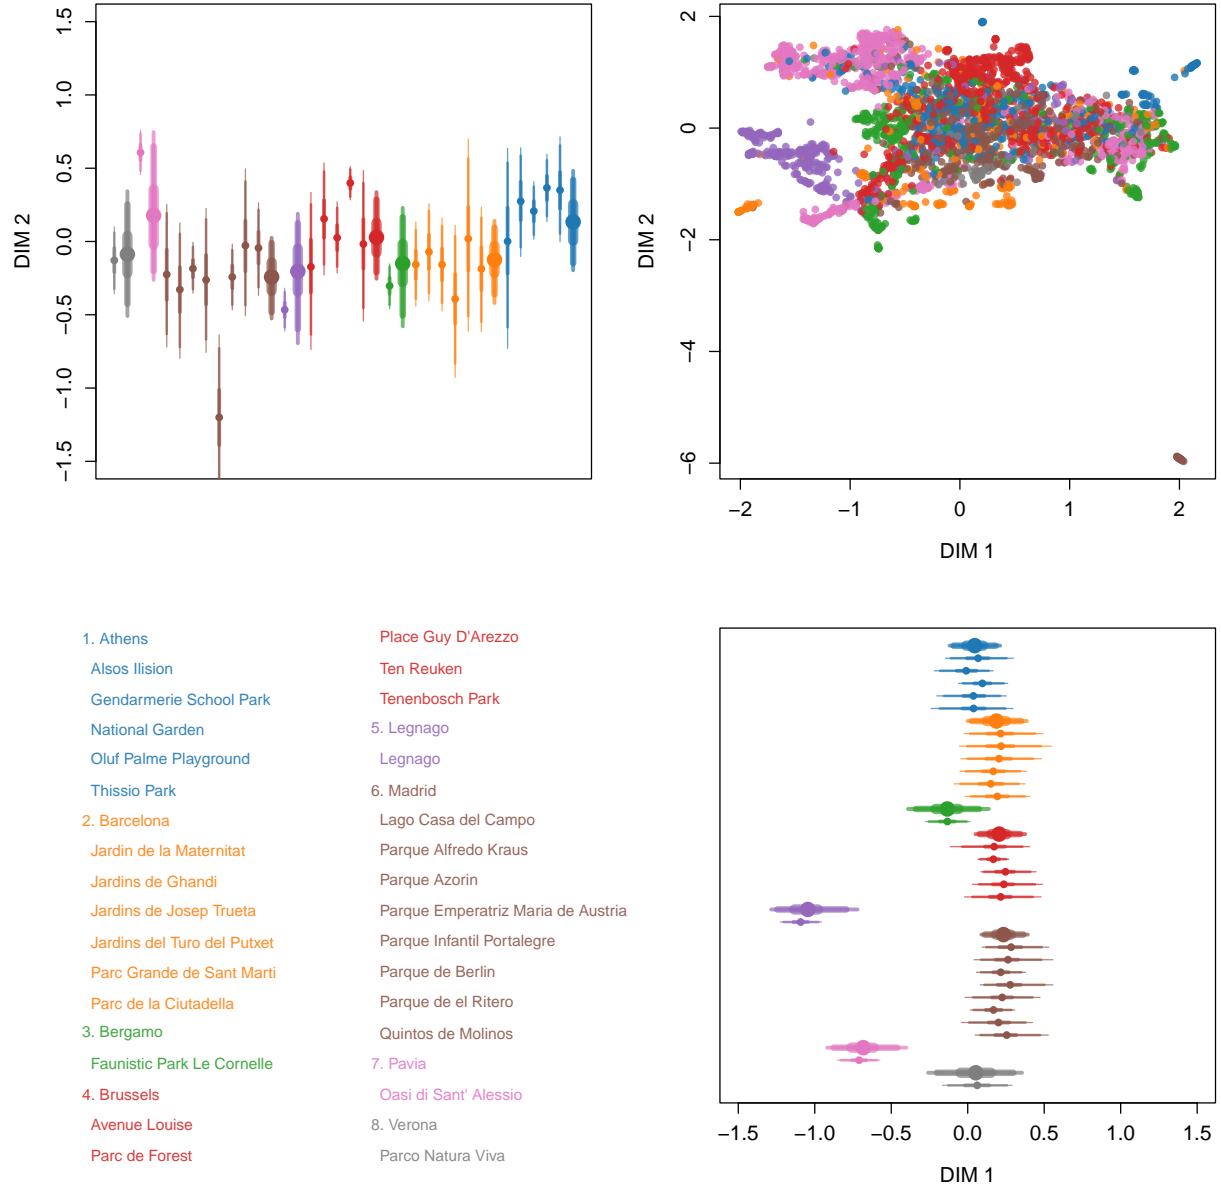 1.5
1.0
0.5
0.0
−0.5
−1.0
−1.5
DIM 2
2
0
−2
−4
−6
DIM 2
−2 −1 0 1 2
DIM 1
1. Athens
Alsos Ilision
Gendarmerie School Park
National Garden
Oluf Palme Playground
Thissio Park
2. Barcelona
Jardin de la Maternitat
Jardins de Ghandi
Jardins de Josep Trueta
Jardins del Turo del Putxet
Parc Grande de Sant Marti
Parc de la Ciutadella
3. Bergamo
Faunistic Park Le Cornelle
4. Brussels
Avenue Louise
Parc de Forest
Place Guy D'Arezzo
Ten Reuken
Tenenbosch Park
5. Legnago
Legnago
6. Madrid
Lago Casa del Campo
Parque Alfredo Kraus
Parque Azorin
Parque Emperatriz Maria de Austria
Parque Infantil Portalegre
Parque de Berlin
Parque de el Ritero
Quintos de Molinos
7. Pavia
Oasi di Sant' Alessio
8. Verona
Parco Natura Viva
−1.5 −1.0 −0.5 0.0 0.5 1.0 1.5
DIM 1